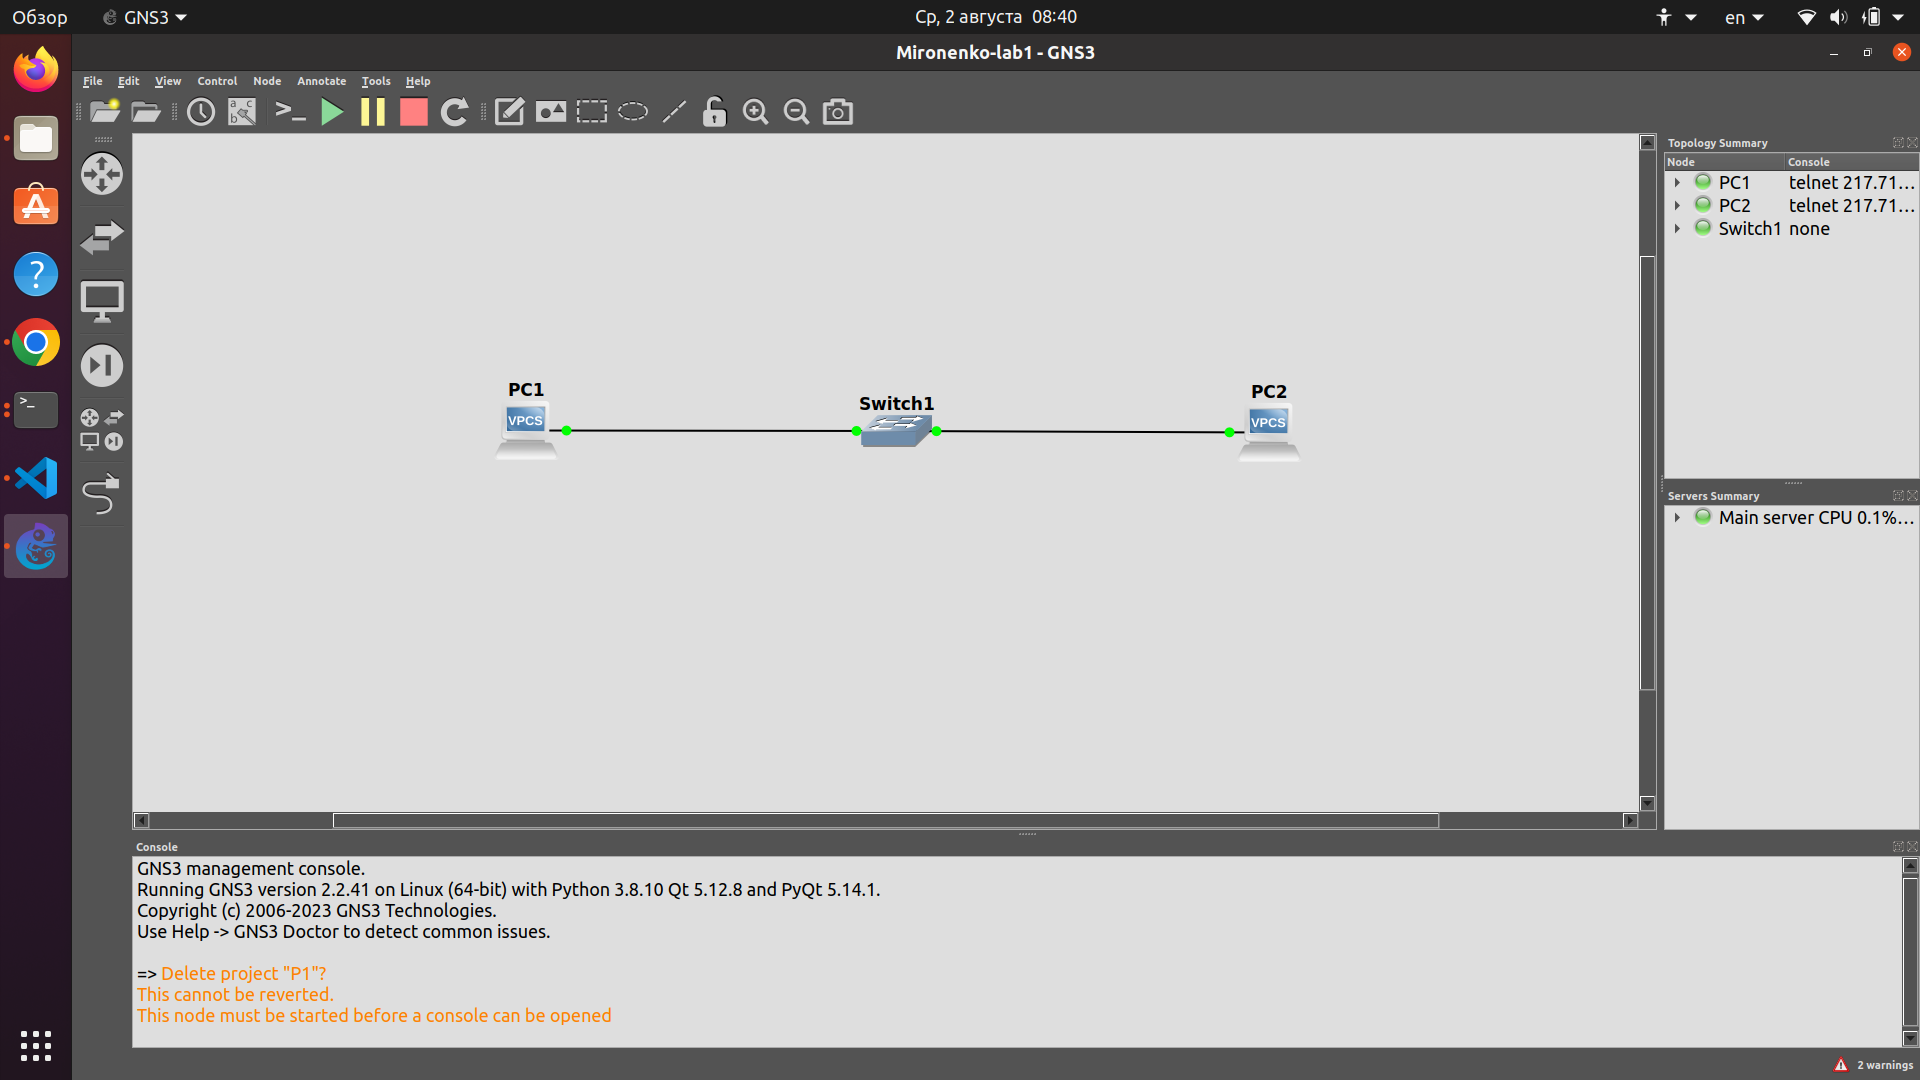 Обзор
GNS3
Ср, 2 августа 08:40
en
Mironenko-lab1 - GNS3
File Edit View Control Node Annotate Tools Help
Topology Summary
Node Console
PC1 telnet 217.71...
PC2 telnet 217.71...
Switch1 none
PC1
VPCS
Switch1
PC2
VPCS
Servers Summary
Main server CPU 0.1%...
Console
GNS3 management console.
Running GNS3 version 2.2.41 on Linux (64-bit) with Python 3.8.10 Qt 5.12.8 and PyQt 5.14.1.
Copyright (c) 2006-2023 GNS3 Technologies.
Use Help -> GNS3 Doctor to detect common issues.
=> Delete project "P1"?
This cannot be reverted.
This node must be started before a console can be opened
2 warnings